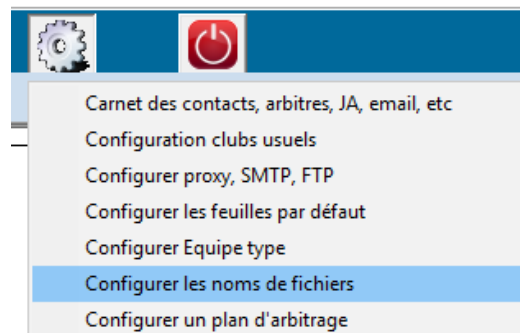 Carnet des contacts, arbitres, JA, email, etc
Configuration clubs usuels
Configurer proxy, SMTP, FTP
Configurer les feuilles par défaut
Configurer Equipe type
Configurer les noms de fichiers
Configurer un plan d'arbitrage